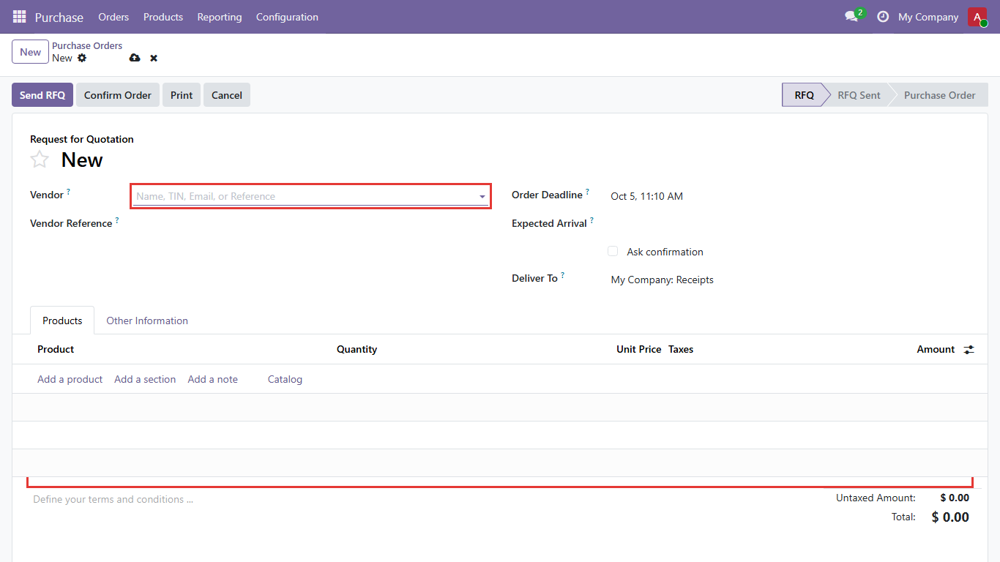 Purchase Orders Products Reporting Configuration 2 My Company A
New Purchase Orders
New
Send RFQ Confirm Order Print Cancel RFQ RFQ Sent Purchase Order
Request for Quotation
New
Vendor ? Name, TIN, Email, or Reference Order Deadline ? Oct 5, 11:10 AM
Vendor Reference ? Expected Arrival ?
Ask confirmation
Deliver To ? My Company: Receipts
Products Other Information
Product Quantity Unit Price Taxes Amount
Add a product Add a section Add a note Catalog
Define your terms and conditions ... Untaxed Amount: $ 0.00
Total: $ 0.00